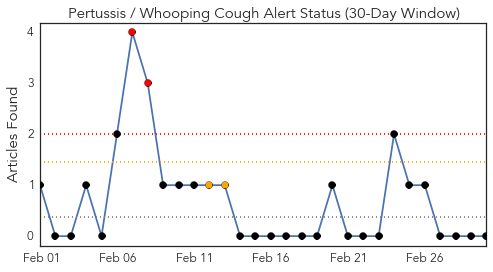 Pertussis / Whooping Cough Alert Status (30-Day Window)
Articles Found
4
3
2
1
0
Feb 01 Feb 06 Feb 11 Feb 16 Feb 21 Feb 26